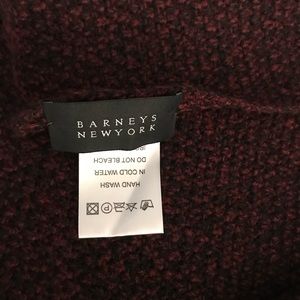 BARNEYS
NEWYORK
HAND WASH
IN COLD WATER
DO NOT BLEACH